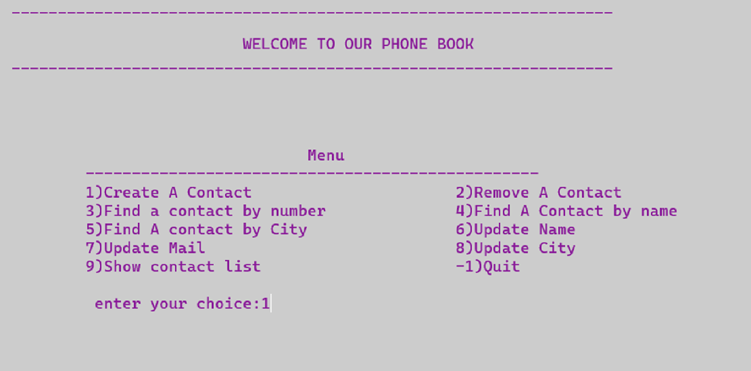 WELCOME TO OUR PHONE BOOK
Menu
1)Create A Contact 2)Remove A Contact
3)Find a contact by number 4)Find A Contact by name
5)Find A contact by City 6)Update Name
7)Update Mail 8)Update City
9)Show contact list -1)Quit
enter your choice:1